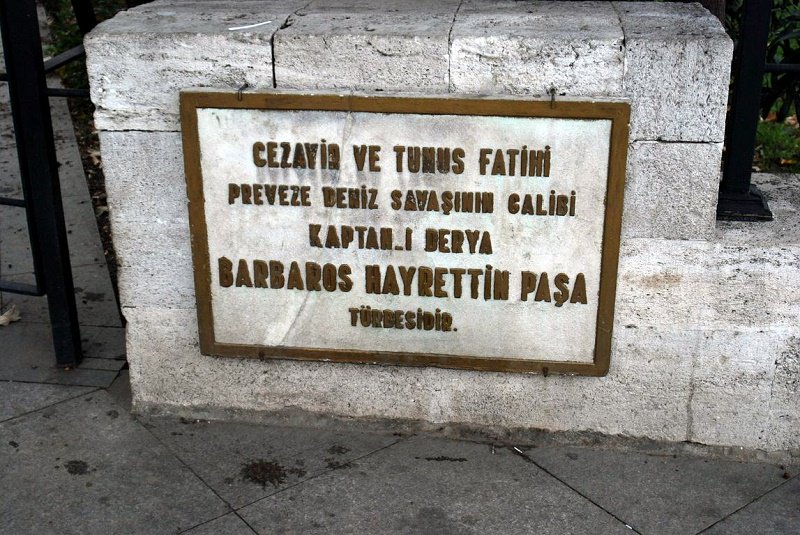 CEZAYİR VE TUNUS FATİHİ
PREVEZE DENİZ SAVAŞININ GALİBİ
KAPTAN-I DERYA
BARBAROS HAYRETTİN PAŞA
TÜRBESİDİR.